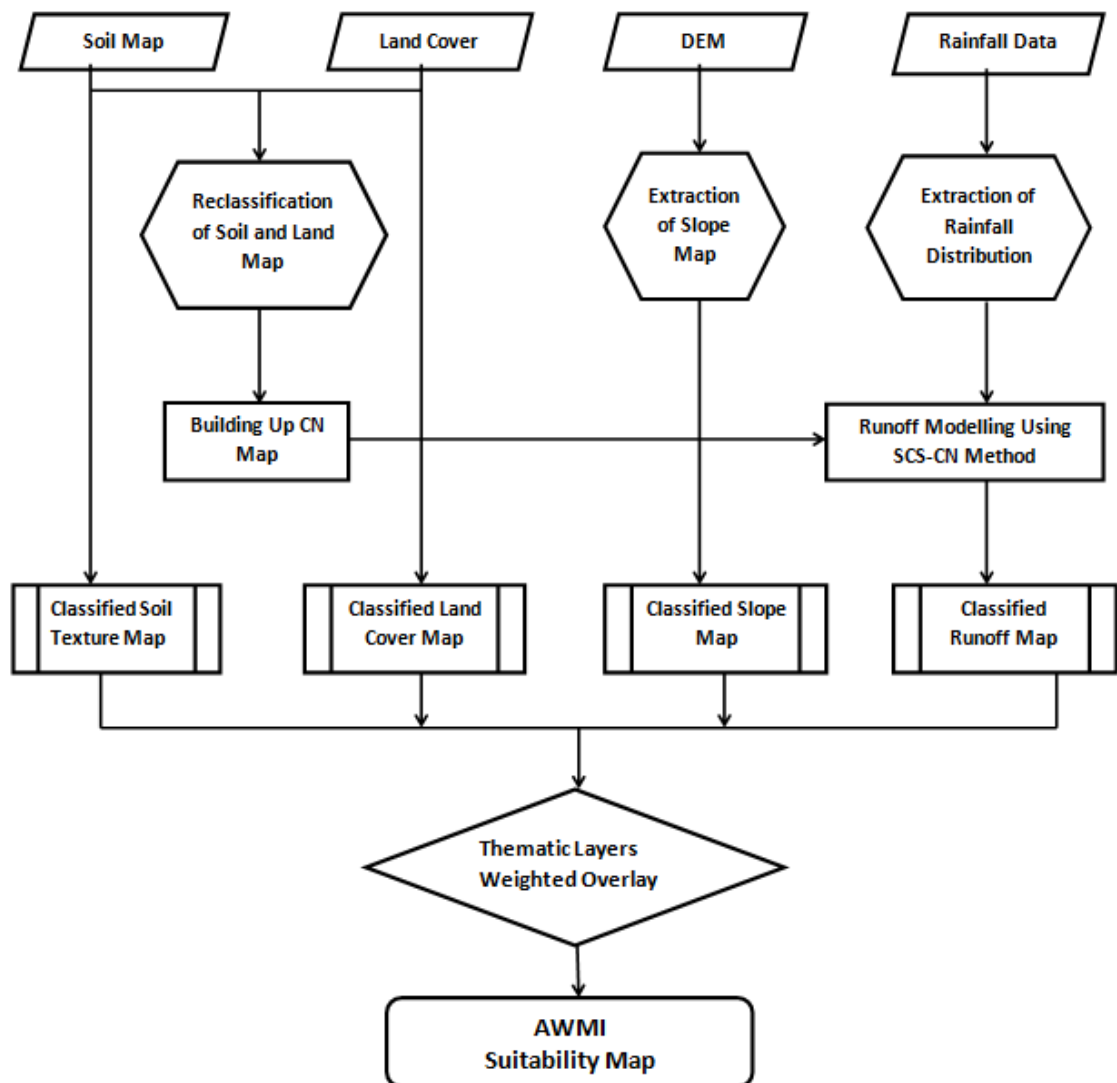 Soil Map
Land Cover
DEM
Rainfall Data
Reclassification
of Soil and Land
Map
Extraction
of Slope
Map
Extraction of
Rainfall
Distribution
Building Up CN
Map
Runoff Modelling Using
SCS-CN Method
Classified Soil
Texture Map
Classified Land
Cover Map
Classified Slope
Map
Classified
Runoff Map
Thematic Layers
Weighted Overlay
AWMI
Suitability Map